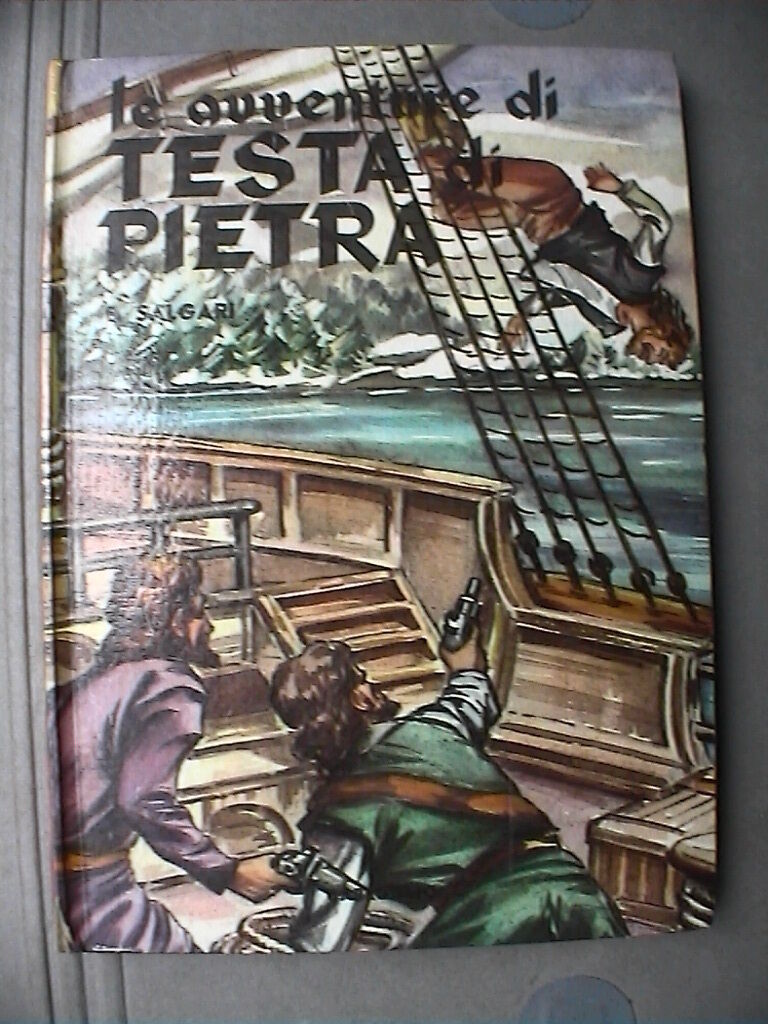 le avventure di
TESTA di
PIETRA
E. SALGARI